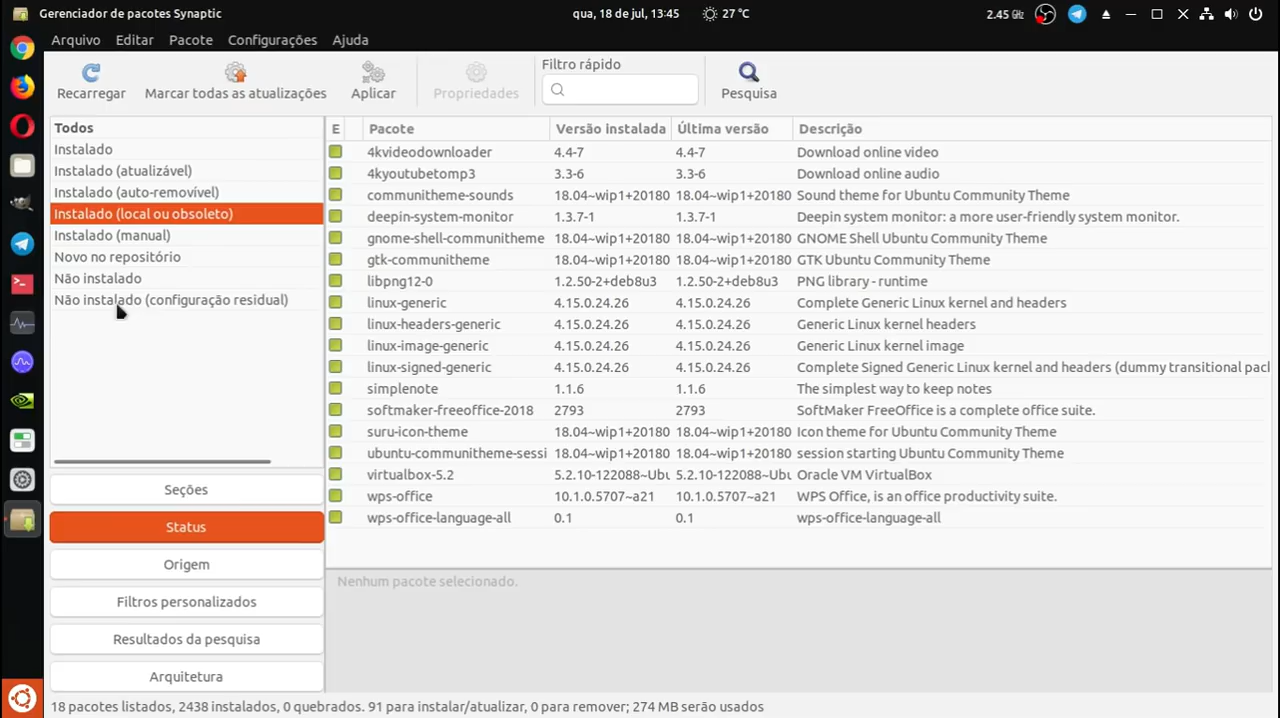 Gerenciador de pacotes Synaptic
qua, 18 de jul, 13:45
27 °C
2.45 GHz
Arquivo Editar Pacote Configurações Ajuda
Recarregar
Marcar todas as atualizações
Aplicar
Propriedades
Filtro rápido
Pesquisa
Todos
Instalado
Instalado (atualizável)
Instalado (auto-removível)
Instalado (local ou obsoleto)
Instalado (manual)
Novo no repositório
Não instalado
Não instalado (configuração residual)
Seções
Status
Origem
Filtros personalizados
Resultados da pesquisa
Arquitetura
E Pacote Versão instalada Última versão Descrição
4kvideodownloader 4.4-7 4.4-7 Download online video
4kyoutubetomp3 3.3-6 3.3-6 Download online audio
communitheme-sounds 18.04~wip1+20180 18.04~wip1+20180 Sound theme for Ubuntu Community Theme
deepin-system-monitor 1.3.7-1 1.3.7-1 Deepin system monitor: a more user-friendly system monitor.
gnome-shell-communitheme 18.04~wip1+20180 18.04~wip1+20180 GNOME Shell Ubuntu Community Theme
gtk-communitheme 18.04~wip1+20180 18.04~wip1+20180 GTK Ubuntu Community Theme
libpng12-0 1.2.50-2+deb8u3 1.2.50-2+deb8u3 PNG library - runtime
linux-generic 4.15.0.24.26 4.15.0.24.26 Complete Generic Linux kernel and headers
linux-headers-generic 4.15.0.24.26 4.15.0.24.26 Generic Linux kernel headers
linux-image-generic 4.15.0.24.26 4.15.0.24.26 Generic Linux kernel image
linux-signed-generic 4.15.0.24.26 4.15.0.24.26 Complete Signed Generic Linux kernel and headers (dummy transitional pacl
simplenote 1.1.6 1.1.6 The simplest way to keep notes
softmaker-freeoffice-2018 2793 2793 SoftMaker FreeOffice is a complete office suite.
suru-icon-theme 18.04~wip1+20180 18.04~wip1+20180 Icon theme for Ubuntu Community Theme
ubuntu-communitheme-sessi 18.04~wip1+20180 18.04~wip1+20180 session starting Ubuntu Community Theme
virtualbox-5.2 5.2.10-122088~Ubu 5.2.10-122088~Ubu Oracle VM VirtualBox
wps-office 10.1.0.5707~a21 10.1.0.5707~a21 WPS Office, is an office productivity suite.
wps-office-language-all 0.1 0.1 wps-office-language-all
Nenhum pacote selecionado.
18 pacotes listados, 2438 instalados, 0 quebrados. 91 para instalar/atualizar, 0 para remover; 274 MB serão usados